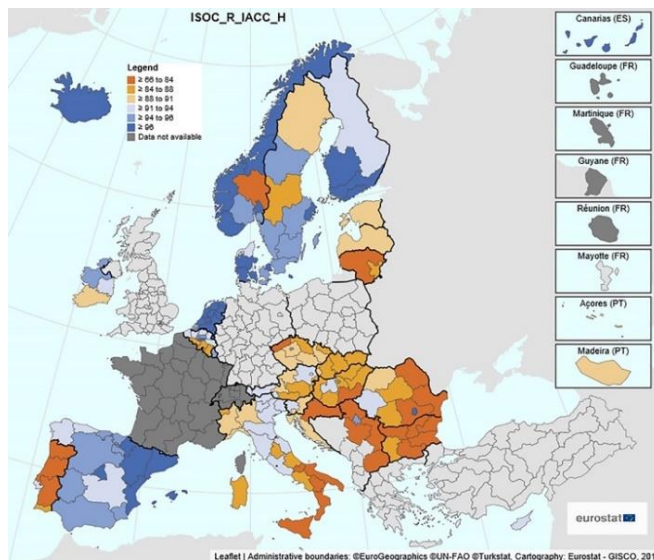 ISOC_R_IACC_H
Legend
≥ 66 to 84
≥ 84 to 88
≥ 88 to 91
≥ 91 to 94
≥ 94 to 96
≥ 96
Data not available
Canarias (ES)
Guadeloupe (FR)
Martinique (FR)
Guyane (FR)
Réunion (FR)
Mayotte (FR)
Açores (PT)
Madeira (PT)
eurostat
Leaflet | Administrative boundaries: ©EuroGeographics ©UN-FAO ©Turkstat, Cartography: Eurostat - GISCO, 201